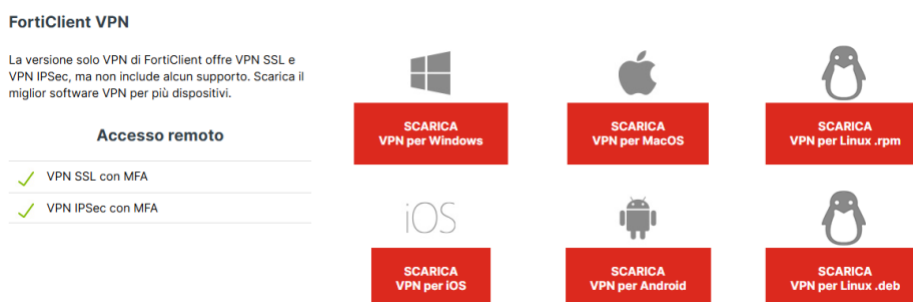 FortiClient VPN
La versione solo VPN di FortiClient offre VPN SSL e
VPN IPSec, ma non include alcun supporto. Scarica il
miglior software VPN per più dispositivi.
Accesso remoto
VPN SSL con MFA
VPN IPSec con MFA
SCARICA
VPN per Windows
SCARICA
VPN per MacOS
SCARICA
VPN per Linux .rpm
iOS
SCARICA
VPN per iOS
SCARICA
VPN per Android
SCARICA
VPN per Linux .deb